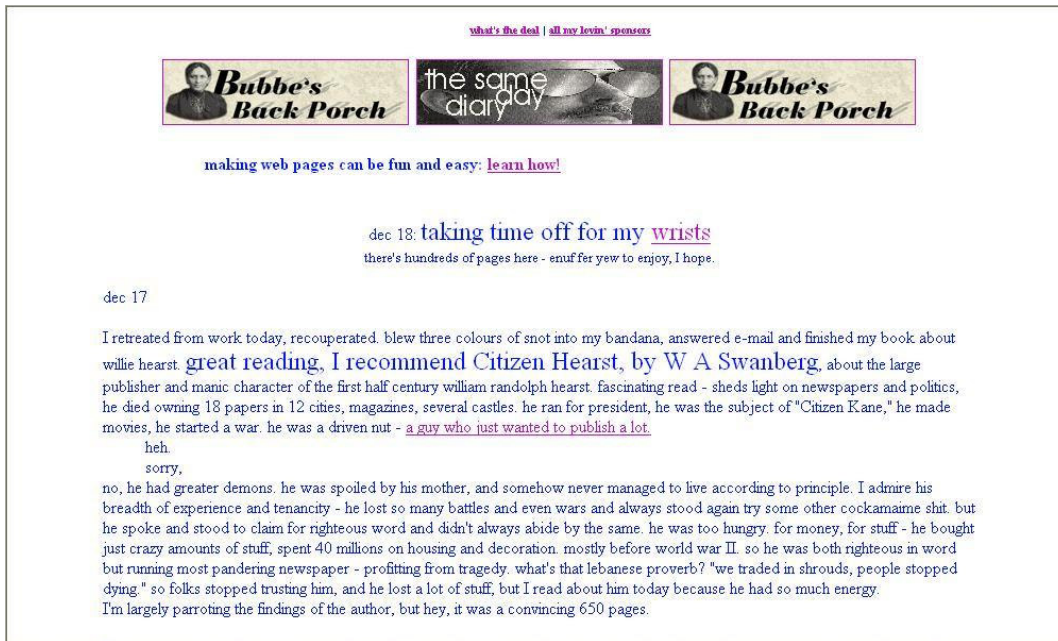 what's the deal | all my lovin' sponsors
Bubbe's Back Porch
the same day diary
Bubbe's Back Porch
making web pages can be fun and easy: learn how!
dec 18: taking time off for my wrists
there's hundreds of pages here - enuf fer yew to enjoy, I hope.
dec 17
I retreated from work today, recouperated. blew three colours of snot into my bandana, answered e-mail and finished my book about
willie hearst. great reading, I recommend Citizen Hearst, by W A Swanberg, about the large
publisher and manic character of the first half century william randolph hearst. fascinating read - sheds light on newspapers and politics,
he died owning 18 papers in 12 cities, magazines, several castles. he ran for president, he was the subject of "Citizen Kane," he made
movies, he started a war. he was a driven nut - a guy who just wanted to publish a lot.
heh.
sorry,
no, he had greater demons. he was spoiled by his mother, and somehow never managed to live according to principle. I admire his
breadth of experience and tenancity - he lost so many battles and even wars and always stood again try some other cockamaime shit. but
he spoke and stood to claim for righteous word and didn't always abide by the same. he was too hungry. for money, for stuff - he bought
just crazy amounts of stuff, spent 40 millions on housing and decoration. mostly before world war II. so he was both righteous in word
but running most pandering newspaper - profitting from tragedy. what's that lebanese proverb? "we traded in shrouds, people stopped
dying." so folks stopped trusting him, and he lost a lot of stuff, but I read about him today because he had so much energy.
I'm largely parroting the findings of the author, but hey, it was a convincing 650 pages.